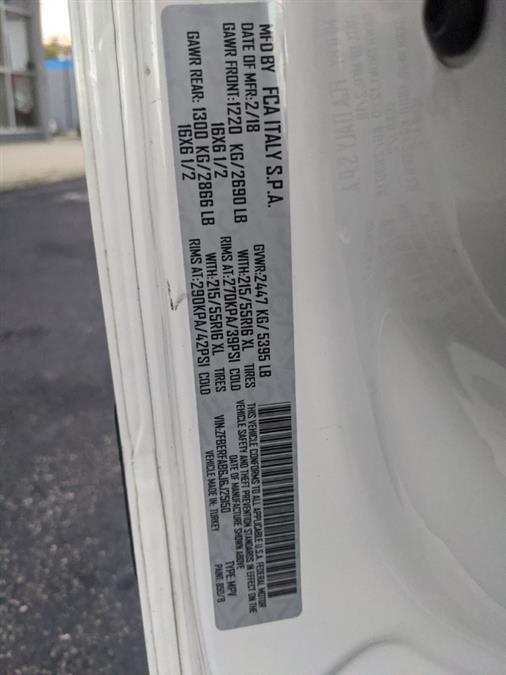 MFD BY FCA ITALY S.P.A.
DATE OF MFR: 2/18 GVWR: 2447 KG/5395 LB
GAWR FRONT: 1220 KG/2690 LB WITH: 215/55R16 XL TIRES
16X6 1/2 RIMS AT: 270KPA/39PSI COLD
GAWR REAR: 1300 KG/2866 LB WITH: 215/55R16 XL TIRES
16X6 1/2 RIMS AT: 290KPA/42PSI COLD
THIS VEHICLE CONFORMS TO ALL APPLICABLE U.S.A. FEDERAL MOTOR
VEHICLE SAFETY AND THEFT PREVENTION STANDARDS IN EFFECT ON THE
DATE OF MANUFACTURE SHOWN ABOVE
VIN: ZFBERFAB6J6J25150 TYPE: MPV
VEHICLE MADE IN: TURKEY PAINT: